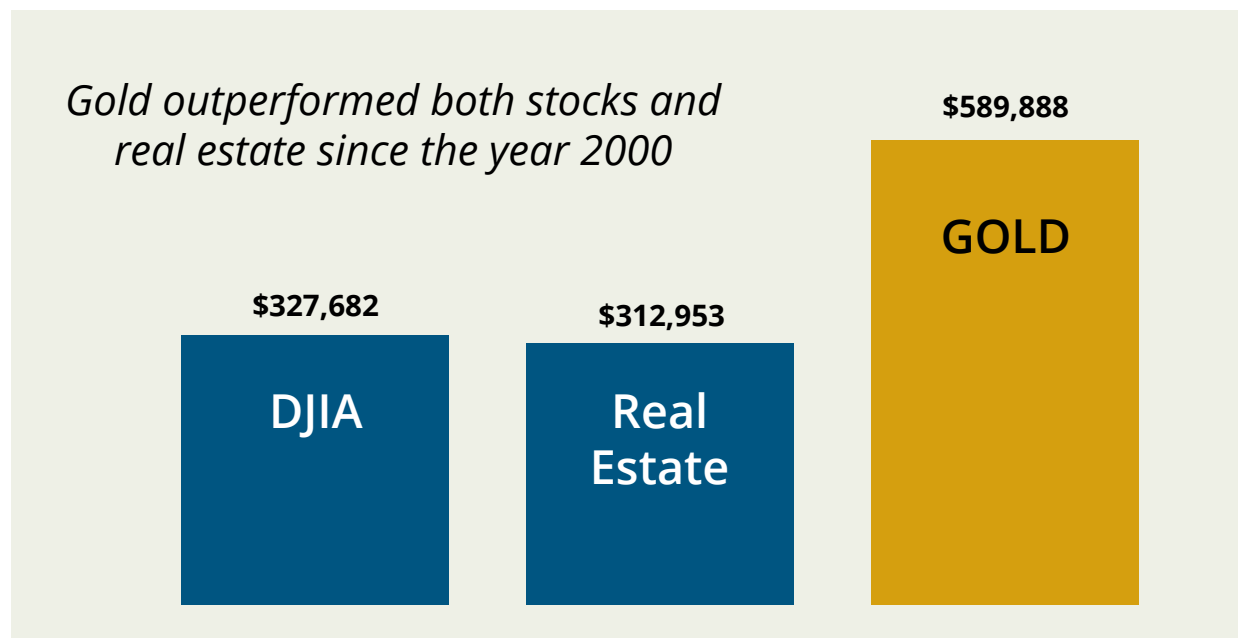 Gold outperformed both stocks and
real estate since the year 2000
$589,888
GOLD
$327,682
DJIA
$312,953
Real
Estate